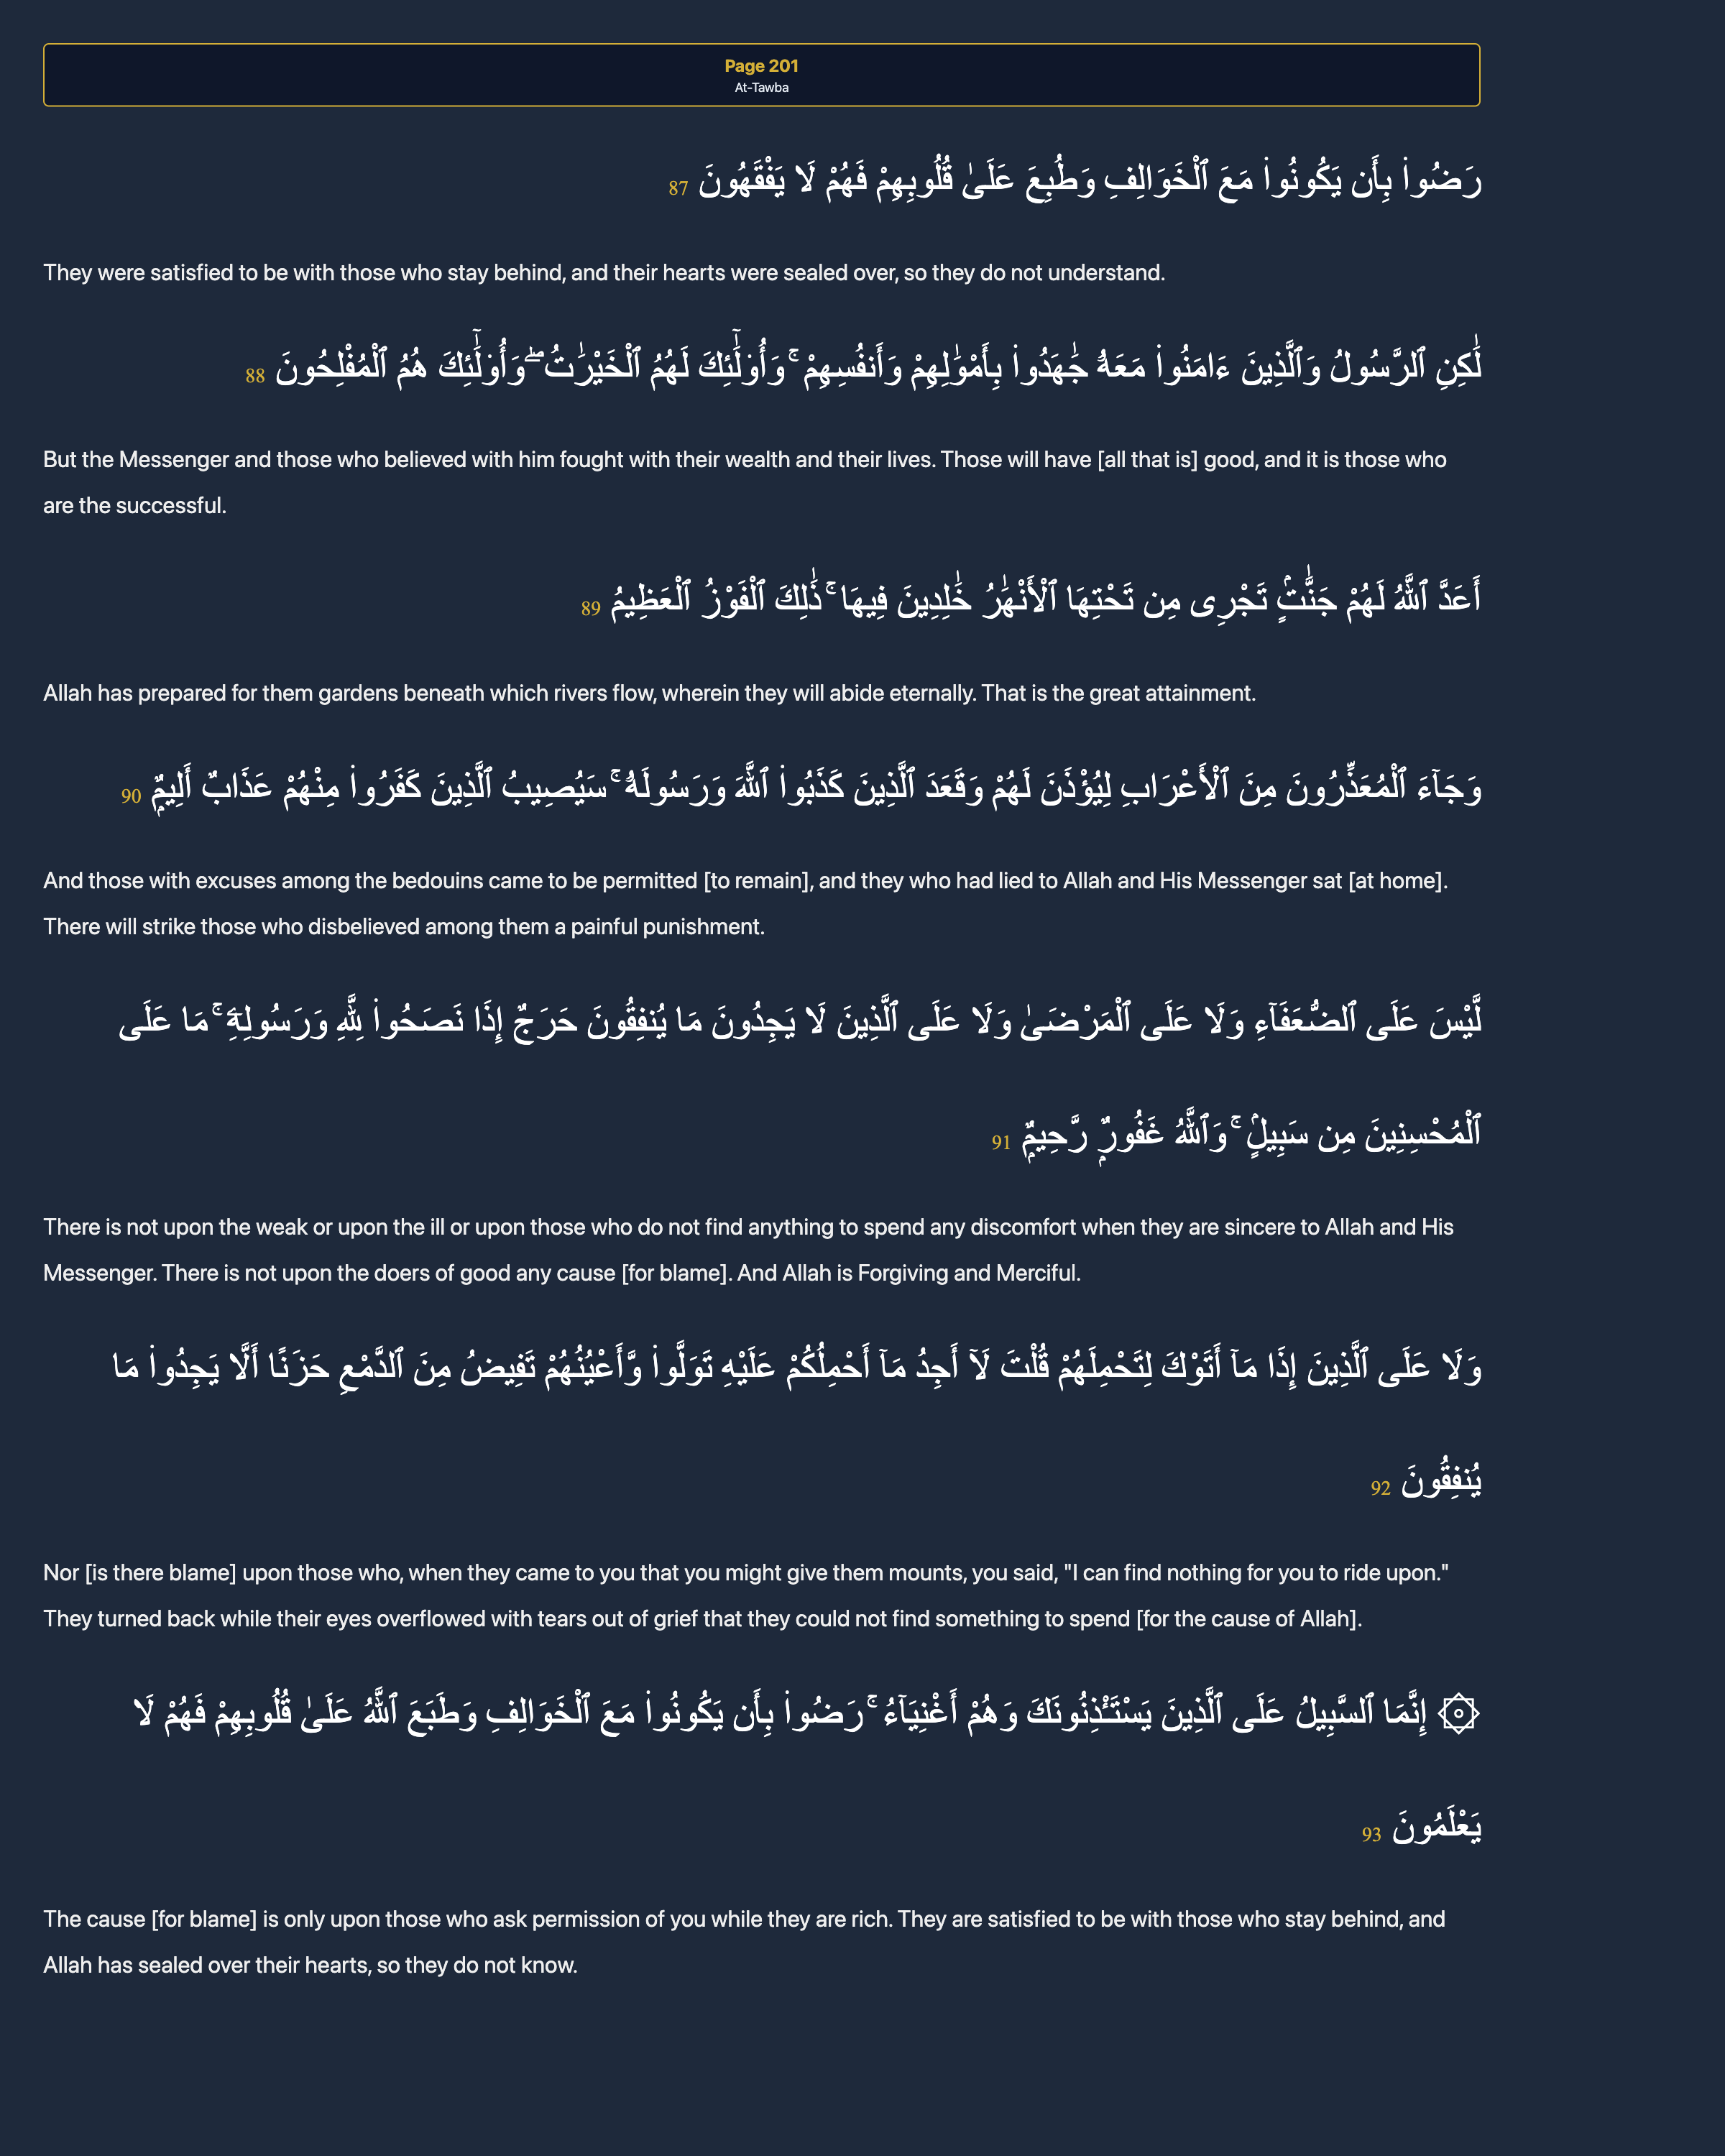 Page 201
At-Tawba
رَضُوا۟ بِأَن يَكُونُوا۟ مَعَ ٱلْخَوَالِفِ وَطُبِعَ عَلَىٰ قُلُوبِهِمْ فَهُمْ لَا يَفْقَهُونَ 87
They were satisfied to be with those who stay behind, and their hearts were sealed over, so they do not understand.
لَٰكِنِ ٱلرَّسُولُ وَٱلَّذِينَ ءَامَنُوا۟ مَعَهُۥ جَٰهَدُوا۟ بِأَمْوَٰلِهِمْ وَأَنفُسِهِمْ ۚ وَأُو۟لَٰٓئِكَ لَهُمُ ٱلْخَيْرَٰتُ ۖ وَأُو۟لَٰٓئِكَ هُمُ ٱلْمُفْلِحُونَ 88
But the Messenger and those who believed with him fought with their wealth and their lives. Those will have [all that is] good, and it is those who
are the successful.
أَعَدَّ ٱللَّهُ لَهُمْ جَنَّٰتٍۢ تَجْرِى مِن تَحْتِهَا ٱلْأَنْهَٰرُ خَٰلِدِينَ فِيهَا ۚ ذَٰلِكَ ٱلْفَوْزُ ٱلْعَظِيمُ 89
Allah has prepared for them gardens beneath which rivers flow, wherein they will abide eternally. That is the great attainment.
وَجَآءَ ٱلْمُعَذِّرُونَ مِنَ ٱلْأَعْرَابِ لِيُؤْذَنَ لَهُمْ وَقَعَدَ ٱلَّذِينَ كَذَبُوا۟ ٱللَّهَ وَرَسُولَهُۥ ۚ سَيُصِيبُ ٱلَّذِينَ كَفَرُوا۟ مِنْهُمْ عَذَابٌ أَلِيمٌۭ 90
And those with excuses among the bedouins came to be permitted [to remain], and they who had lied to Allah and His Messenger sat [at home].
There will strike those who disbelieved among them a painful punishment.
لَّيْسَ عَلَى ٱلضُّعَفَآءِ وَلَا عَلَى ٱلْمَرْضَىٰ وَلَا عَلَى ٱلَّذِينَ لَا يَجِدُونَ مَا يُنفِقُونَ حَرَجٌ إِذَا نَصَحُوا۟ لِلَّهِ وَرَسُولِهِۦ ۚ مَا عَلَى
ٱلْمُحْسِنِينَ مِن سَبِيلٍۢ ۚ وَٱللَّهُ غَفُورٌۭ رَّحِيمٌۭ 91
There is not upon the weak or upon the ill or upon those who do not find anything to spend any discomfort when they are sincere to Allah and His
Messenger. There is not upon the doers of good any cause [for blame]. And Allah is Forgiving and Merciful.
وَلَا عَلَى ٱلَّذِينَ إِذَا مَآ أَتَوْكَ لِتَحْمِلَهُمْ قُلْتَ لَآ أَجِدُ مَآ أَحْمِلُكُمْ عَلَيْهِ تَوَلَّوا۟ وَّأَعْيُنُهُمْ تَفِيضُ مِنَ ٱلدَّمْعِ حَزَنًا أَلَّا يَجِدُوا۟ مَا
يُنفِقُونَ 92
Nor [is there blame] upon those who, when they came to you that you might give them mounts, you said, "I can find nothing for you to ride upon."
They turned back while their eyes overflowed with tears out of grief that they could not find something to spend [for the cause of Allah].
۞ إِنَّمَا ٱلسَّبِيلُ عَلَى ٱلَّذِينَ يَسْتَـْٔذِنُونَكَ وَهُمْ أَغْنِيَآءُ ۚ رَضُوا۟ بِأَن يَكُونُوا۟ مَعَ ٱلْخَوَالِفِ وَطَبَعَ ٱللَّهُ عَلَىٰ قُلُوبِهِمْ فَهُمْ لَا
يَعْلَمُونَ 93
The cause [for blame] is only upon those who ask permission of you while they are rich. They are satisfied to be with those who stay behind, and
Allah has sealed over their hearts, so they do not know.